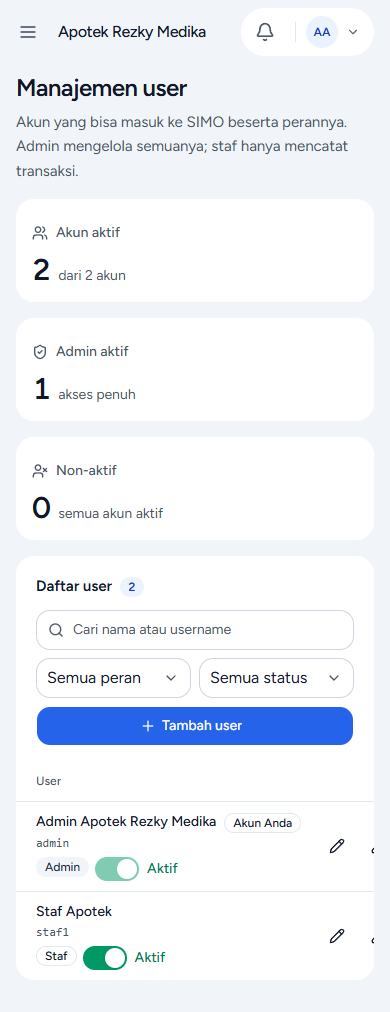 Apotek Rezky Medika
AA
Manajemen user
Akun yang bisa masuk ke SIMO beserta perannya.
Admin mengelola semuanya; staf hanya mencatat
transaksi.
Akun aktif
2 dari 2 akun
Admin aktif
1 akses penuh
Non-aktif
0 semua akun aktif
Daftar user 2
Cari nama atau username
Semua peran
Semua status
+ Tambah user
User
Admin Apotek Rezky Medika Akun Anda
admin
Admin Aktif
Staf Apotek
staf1
Staf Aktif